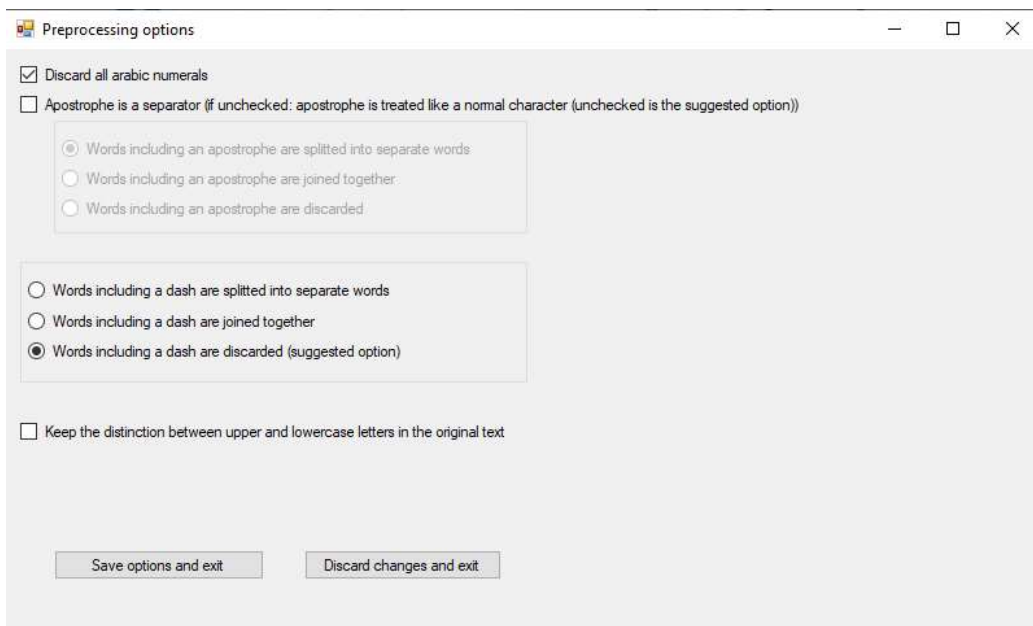 Preprocessing options
Discard all arabic numerals
Apostrophe is a separator (if unchecked: apostrophe is treated like a normal character (unchecked is the suggested option))
Words including an apostrophe are splitted into separate words
Words including an apostrophe are joined together
Words including an apostrophe are discarded
Words including a dash are splitted into separate words
Words including a dash are joined together
Words including a dash are discarded (suggested option)
Keep the distinction between upper and lowercase letters in the original text
Save options and exit
Discard changes and exit